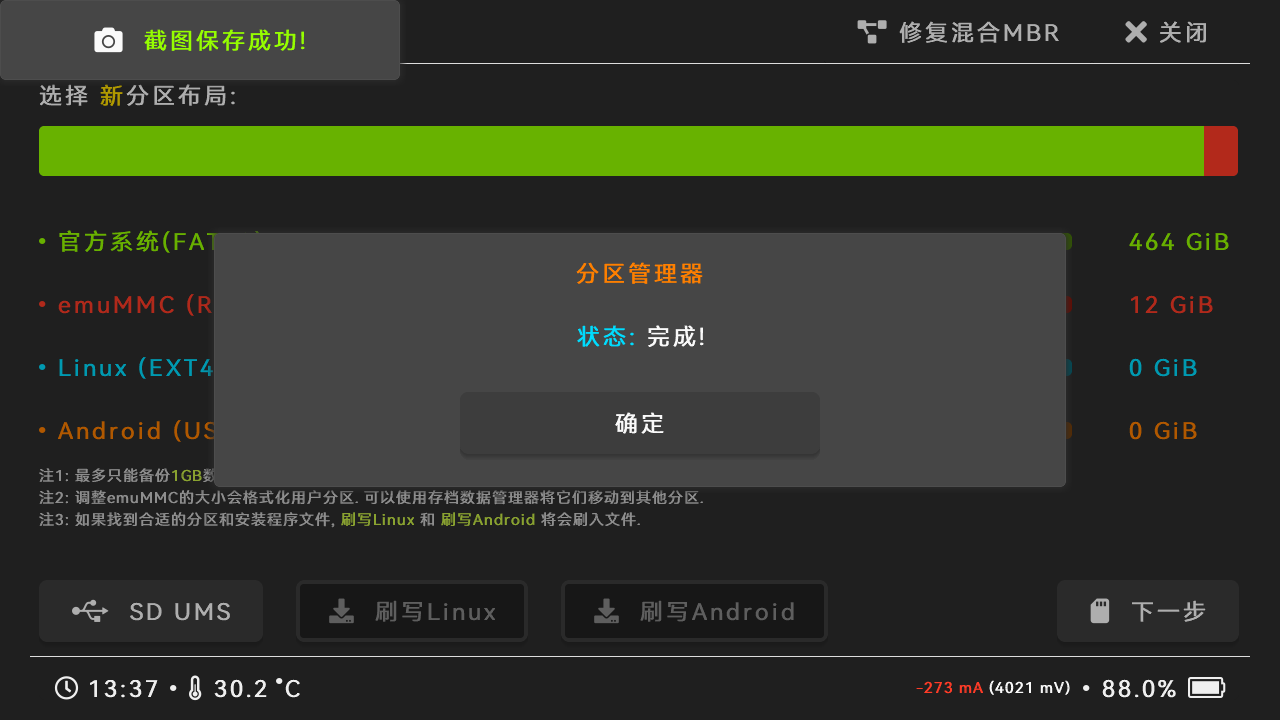 截图保存成功!
修复混合MBR
关闭
选择 新分区布局:
• 官方系统(FAT
464 GiB
• emuMMC (R
12 GiB
• Linux (EXT4
0 GiB
• Android (US
0 GiB
分区管理器
状态: 完成!
确定
注1: 最多只能备份1GB数
注2: 调整emuMMC的大小会格式化用户分区. 可以使用存档数据管理器将它们移动到其他分区.
注3: 如果找到合适的分区和安装程序文件, 刷写Linux 和 刷写Android 将会刷入文件.
SD UMS
刷写Linux
刷写Android
下一步
13:37 • 30.2 °C
-273 mA (4021 mV) • 88.0%